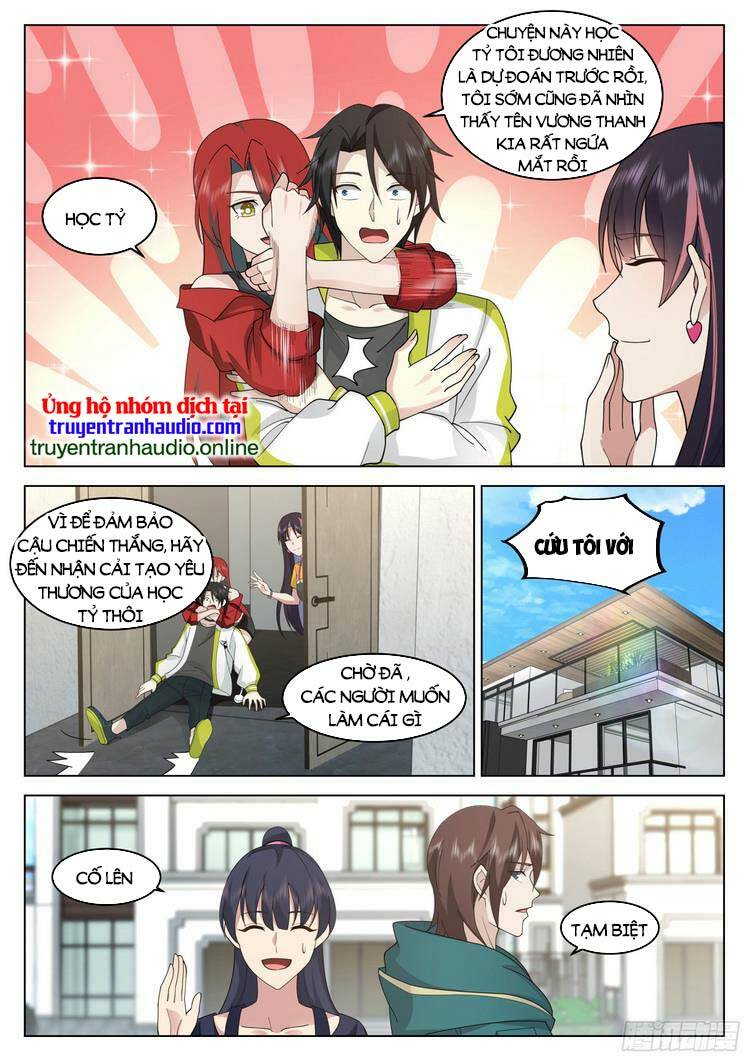 CHUYỆN NÀY HỌC
TỶ TÔI ĐƯƠNG NHIÊN
LÀ DỰ ĐOÁN TRƯỚC RỒI,
TÔI SỚM CŨNG ĐÃ NHÌN
THẤY TÊN VƯƠNG THANH
KIA RẤT NGỨA
MẮT RỒI
HỌC TỶ
Ủng hộ nhóm dịch tại
truyentranhaudio.com
truyentranhaudio.online
VÌ ĐỂ ĐẢM BẢO
CẬU CHIẾN THẮNG, HÃY
ĐẾN NHẬN CẢI TẠO YÊU
THƯƠNG CỦA HỌC
TỶ THÔI
CHỜ ĐÃ ,
CÁC NGƯỜI MUỐN
LÀM CÁI GÌ
CỨU TÔI VỚI
CỐ LÊN
TẠM BIỆT